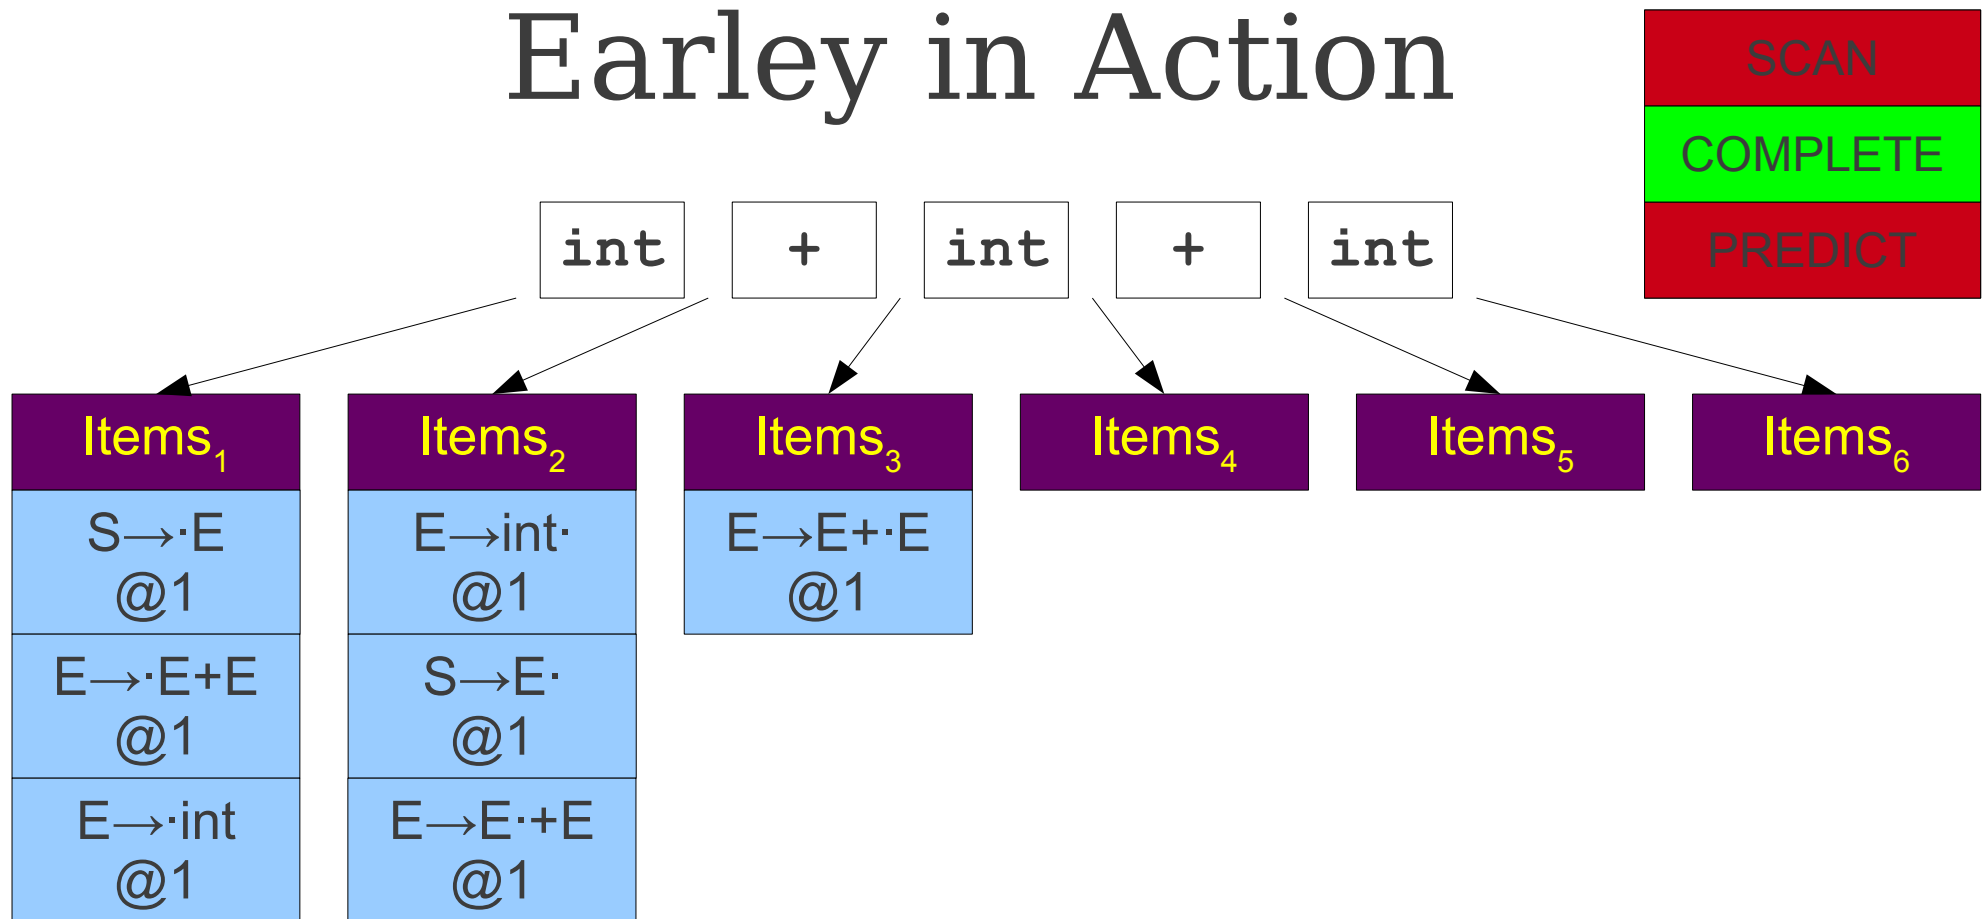 Earley in Action
SCAN
COMPLETE
PREDICT
int + int + int
Items₁ Items₂ Items₃ Items₄ Items₅ Items₆
S→·E
@1
E→·E+E
@1
E→·int
@1
E→int·
@1
S→E·
@1
E→E·+E
@1
E→E+·E
@1